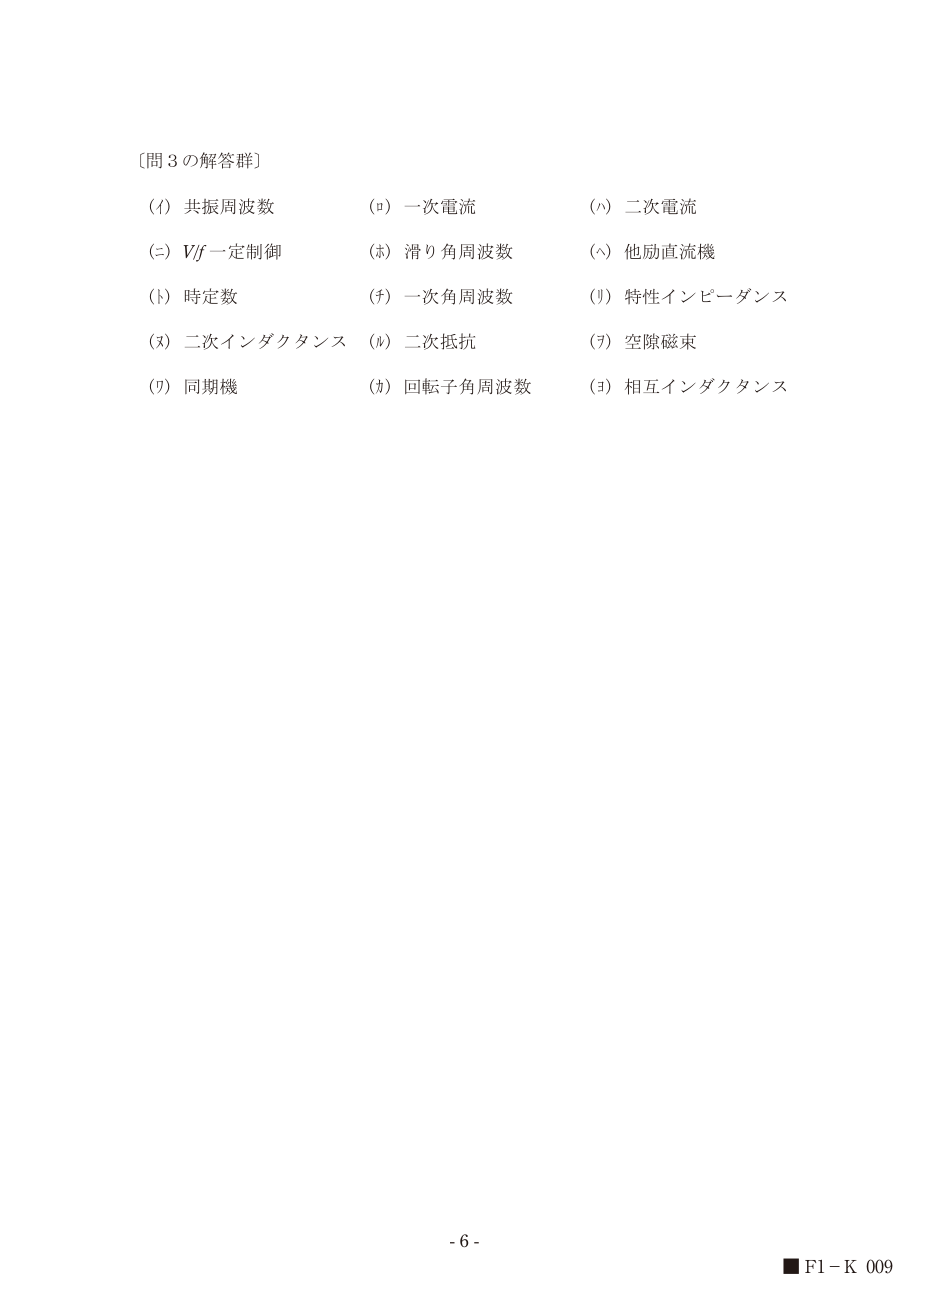 〔問３の解答群〕
(ｲ) 共振周波数 (ﾛ) 一次電流 (ﾊ) 二次電流
(ﾆ) V/f 一定制御 (ﾎ) 滑り角周波数 (ﾍ) 他励直流機
(ﾄ) 時定数 (ﾁ) 一次角周波数 (ﾘ) 特性インピーダンス
(ﾇ) 二次インダクタンス (ﾙ) 二次抵抗 (ｦ) 空隙磁束
(ﾜ) 同期機 (ｶ) 回転子角周波数 (ﾖ) 相互インダクタンス
- 6 -
■ F1－K 009